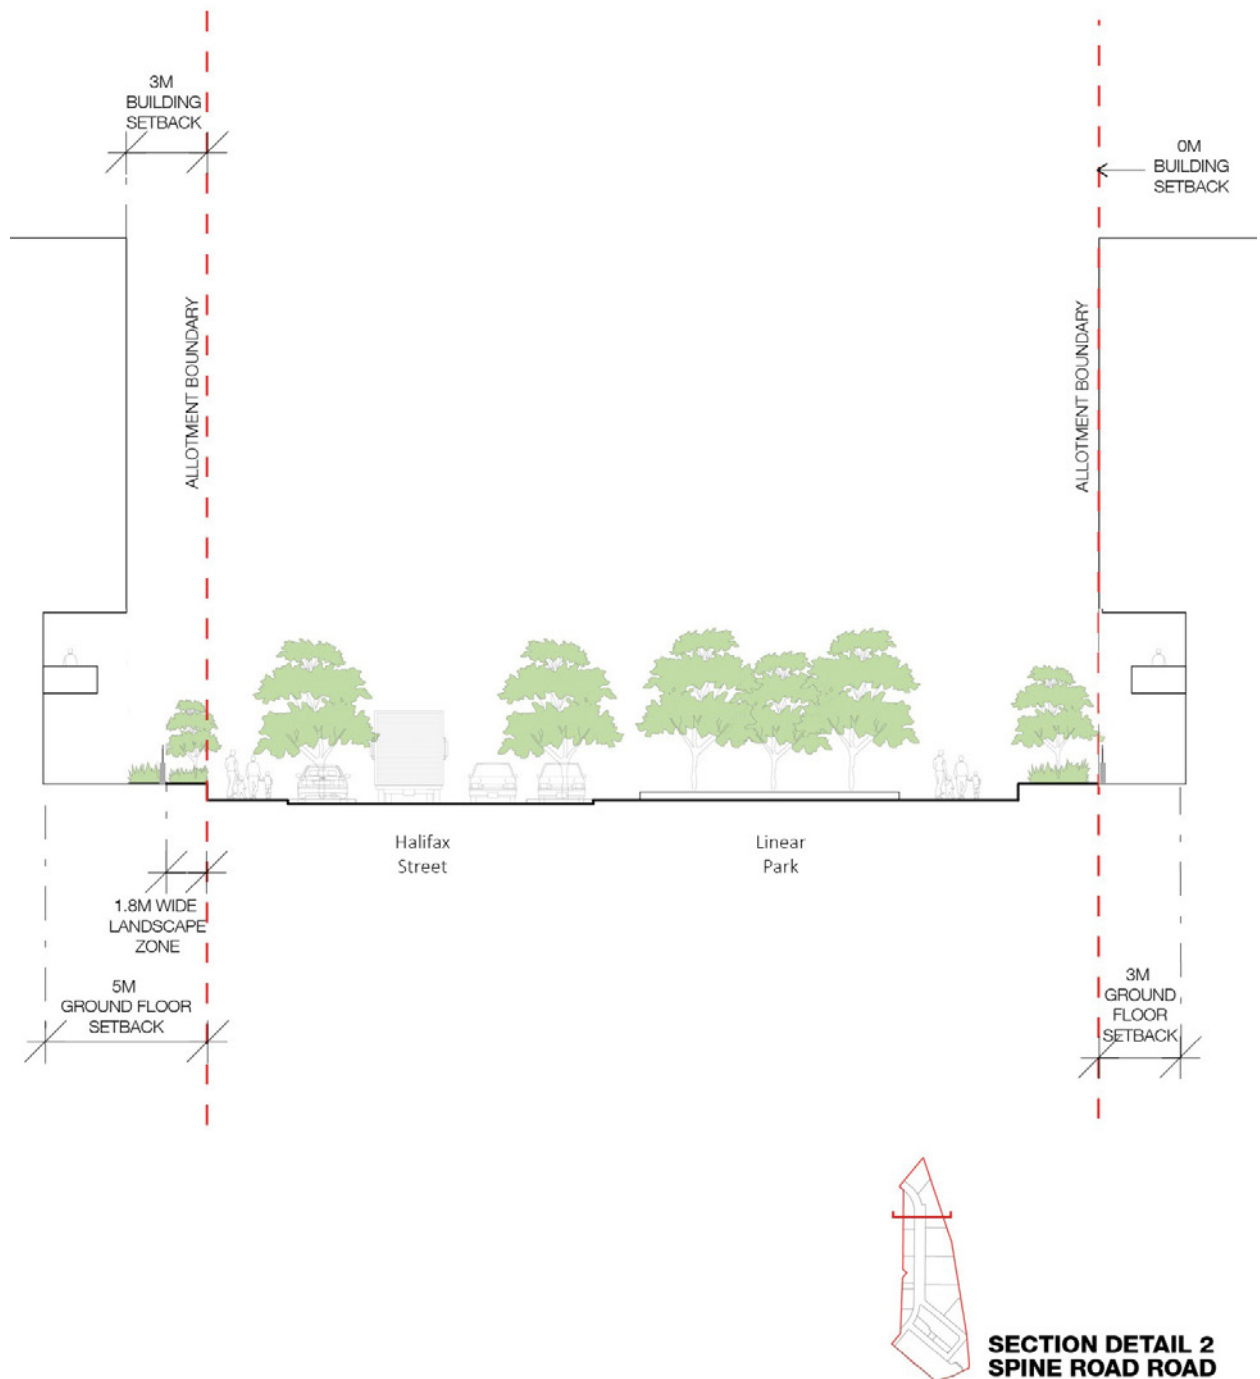 3M
BUILDING
SETBACK
0M
BUILDING
SETBACK
ALLOTMENT BOUNDARY
ALLOTMENT BOUNDARY
Halifax
Street
Linear
Park
1.8M WIDE
LANDSCAPE
ZONE
5M
GROUND FLOOR
SETBACK
3M
GROUND
FLOOR
SETBACK
SECTION DETAIL 2
SPINE ROAD ROAD